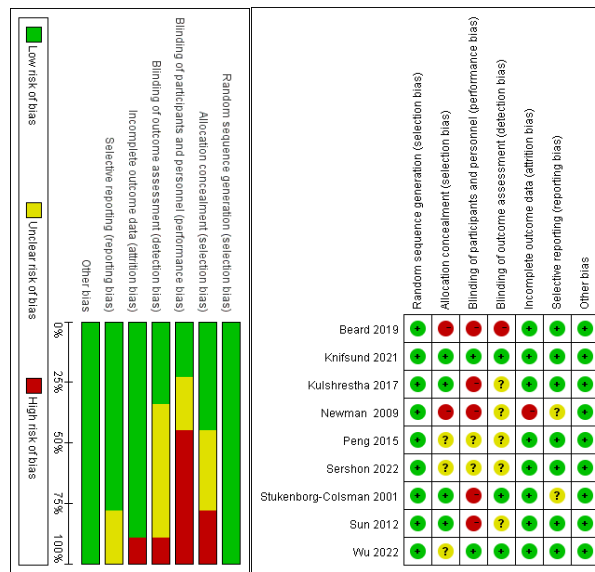 Random sequence generation (selection bias)
Allocation concealment (selection bias)
Blinding of participants and personnel (performance bias)
Blinding of outcome assessment (detection bias)
Incomplete outcome data (attrition bias)
Selective reporting (reporting bias)
Other bias
0%
25%
50%
75%
100%
Low risk of bias
Unclear risk of bias
High risk of bias
Random sequence generation (selection bias)
Allocation concealment (selection bias)
Blinding of participants and personnel (performance bias)
Blinding of outcome assessment (detection bias)
Incomplete outcome data (attrition bias)
Selective reporting (reporting bias)
Other bias
Beard 2019 + - - - + + +
Knifsund 2021 + + + + + + +
Kulshrestha 2017 + + - ? + + +
Newman 2009 + - - ? - ? +
Peng 2015 + ? ? ? + + +
Sershon 2022 + ? ? ? + + +
Stukenborg-Colsman 2001 + + - + + ? +
Sun 2012 + + - ? + + +
Wu 2022 + ? + + + + +